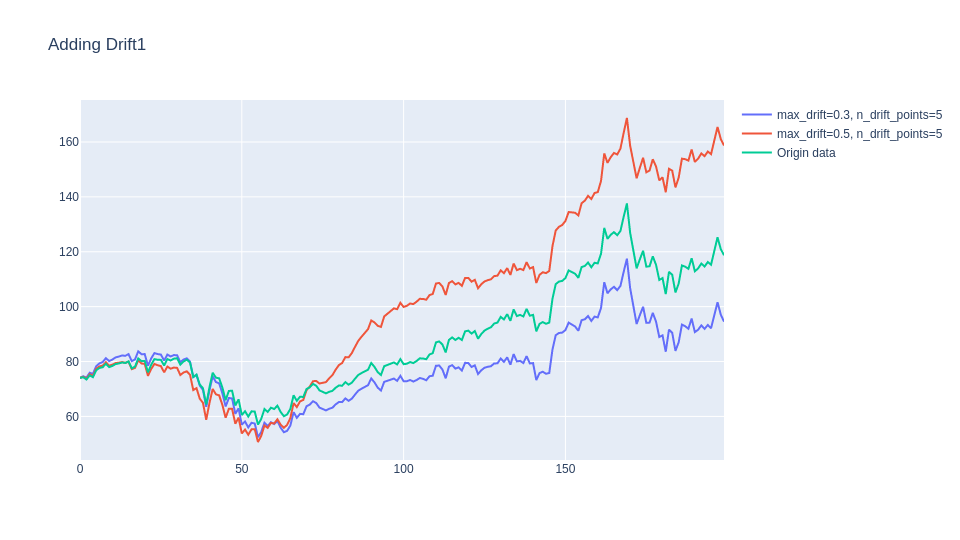 Adding Drift1
max_drift=0.3, n_drift_points=5
max_drift=0.5, n_drift_points=5
Origin data
160
140
120
100
80
60
0 50 100 150